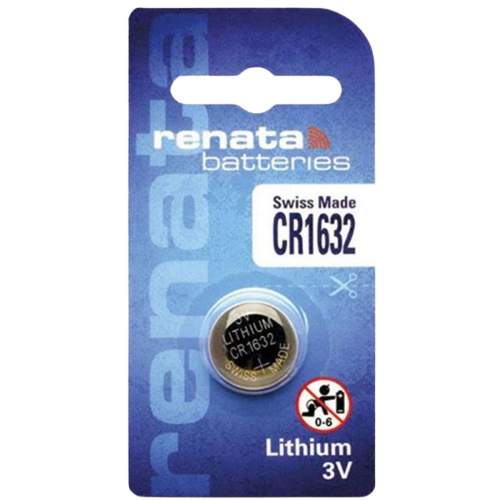 renata
renata
batteries
Swiss Made
CR1632
3V
LITHIUM
CR1632
SWISS MADE
+
0-6
Lithium
3V